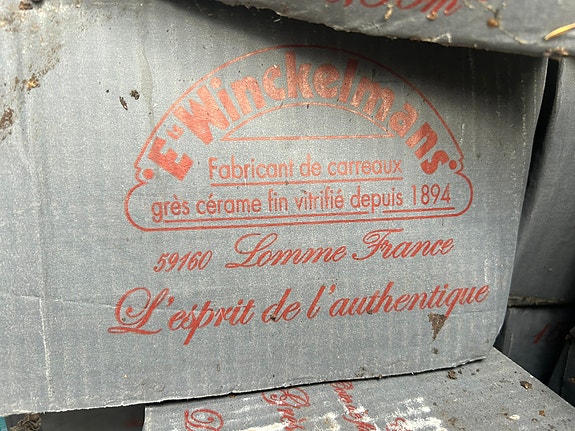 E. Winckelmans
Fabricant de carreaux
grès cérame fin vitrifié depuis 1894
59160 Lomme France
L'esprit de l'authentique